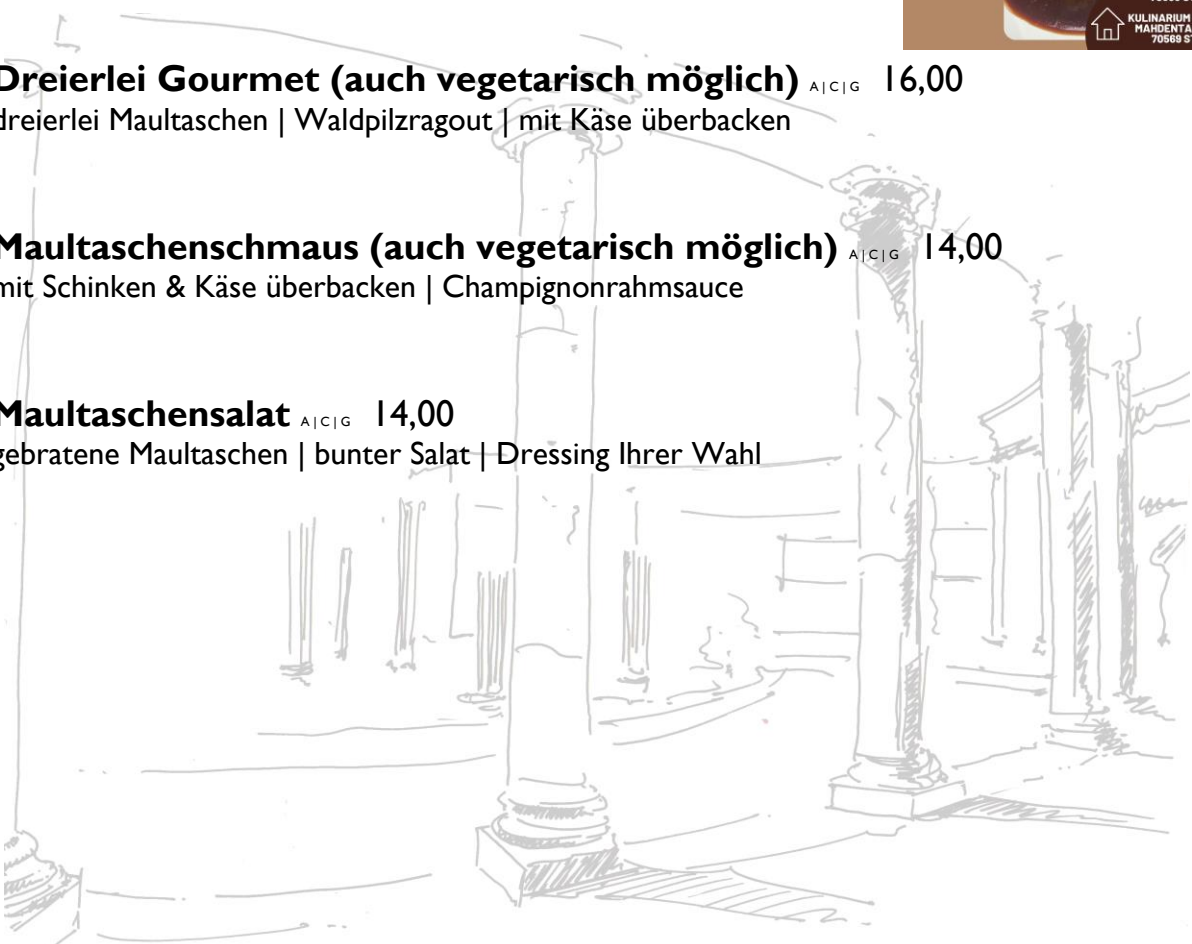 KULINARIUM
MAHDENTA
70569 S
Dreierlei Gourmet (auch vegetarisch möglich) A|C|G 16,00
dreierlei Maultaschen | Waldpilzragout | mit Käse überbacken
Maultaschenschmaus (auch vegetarisch möglich) A|C|G 14,00
mit Schinken & Käse überbacken | Champignonrahmsauce
Maultaschensalat A|C|G 14,00
gebratene Maultaschen | bunter Salat | Dressing Ihrer Wahl